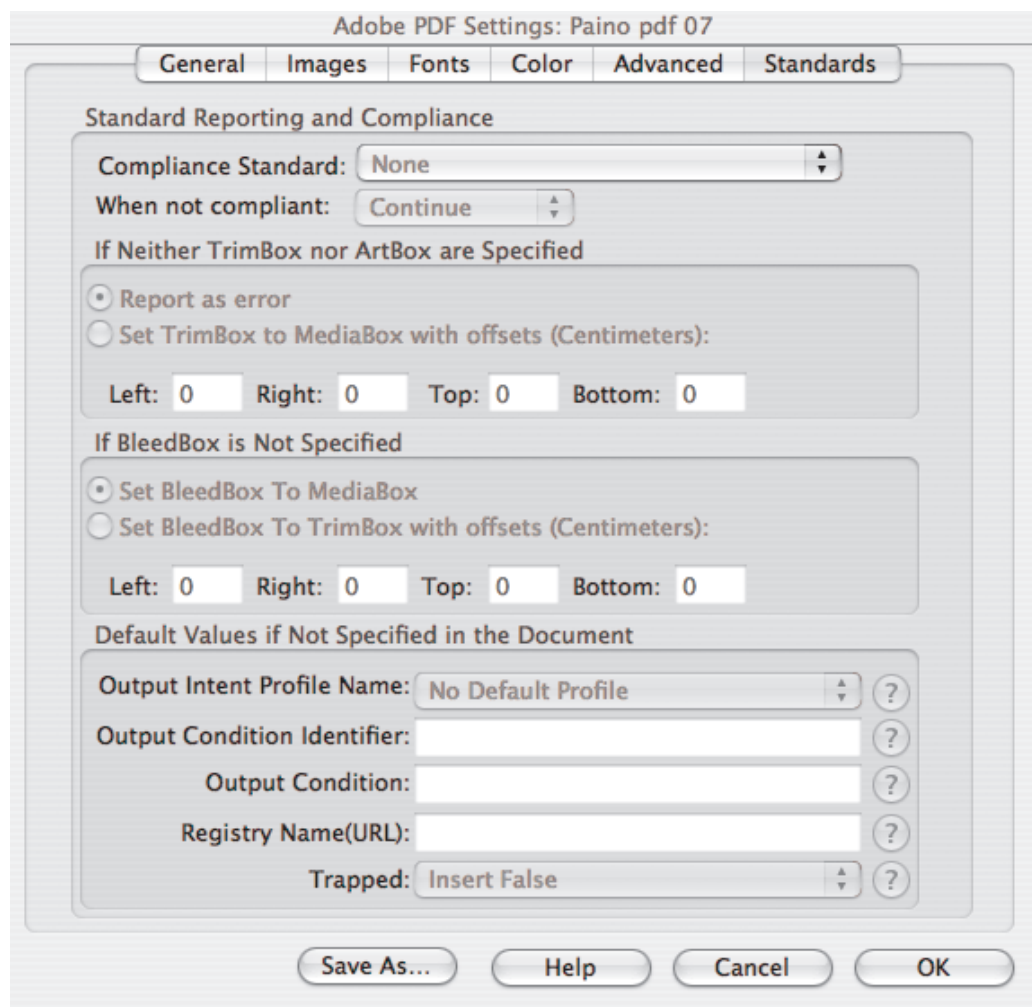 Adobe PDF Settings: Paino pdf 07
General Images Fonts Color Advanced Standards
Standard Reporting and Compliance
Compliance Standard: None
When not compliant: Continue
If Neither TrimBox nor ArtBox are Specified
Report as error
Set TrimBox to MediaBox with offsets (Centimeters):
Left: 0 Right: 0 Top: 0 Bottom: 0
If BleedBox is Not Specified
Set BleedBox To MediaBox
Set BleedBox To TrimBox with offsets (Centimeters):
Left: 0 Right: 0 Top: 0 Bottom: 0
Default Values if Not Specified in the Document
Output Intent Profile Name: No Default Profile ?
Output Condition Identifier: ?
Output Condition: ?
Registry Name(URL): ?
Trapped: Insert False ?
Save As... Help Cancel OK